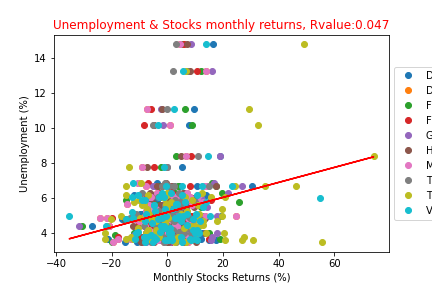 Unemployment & Stocks monthly returns, Rvalue:0.047
14
12
10
8
6
4
Unemployment (%)
−40
−20
0
20
40
60
Monthly Stocks Returns (%)
D
D
F
F
G
H
M
T
T
V